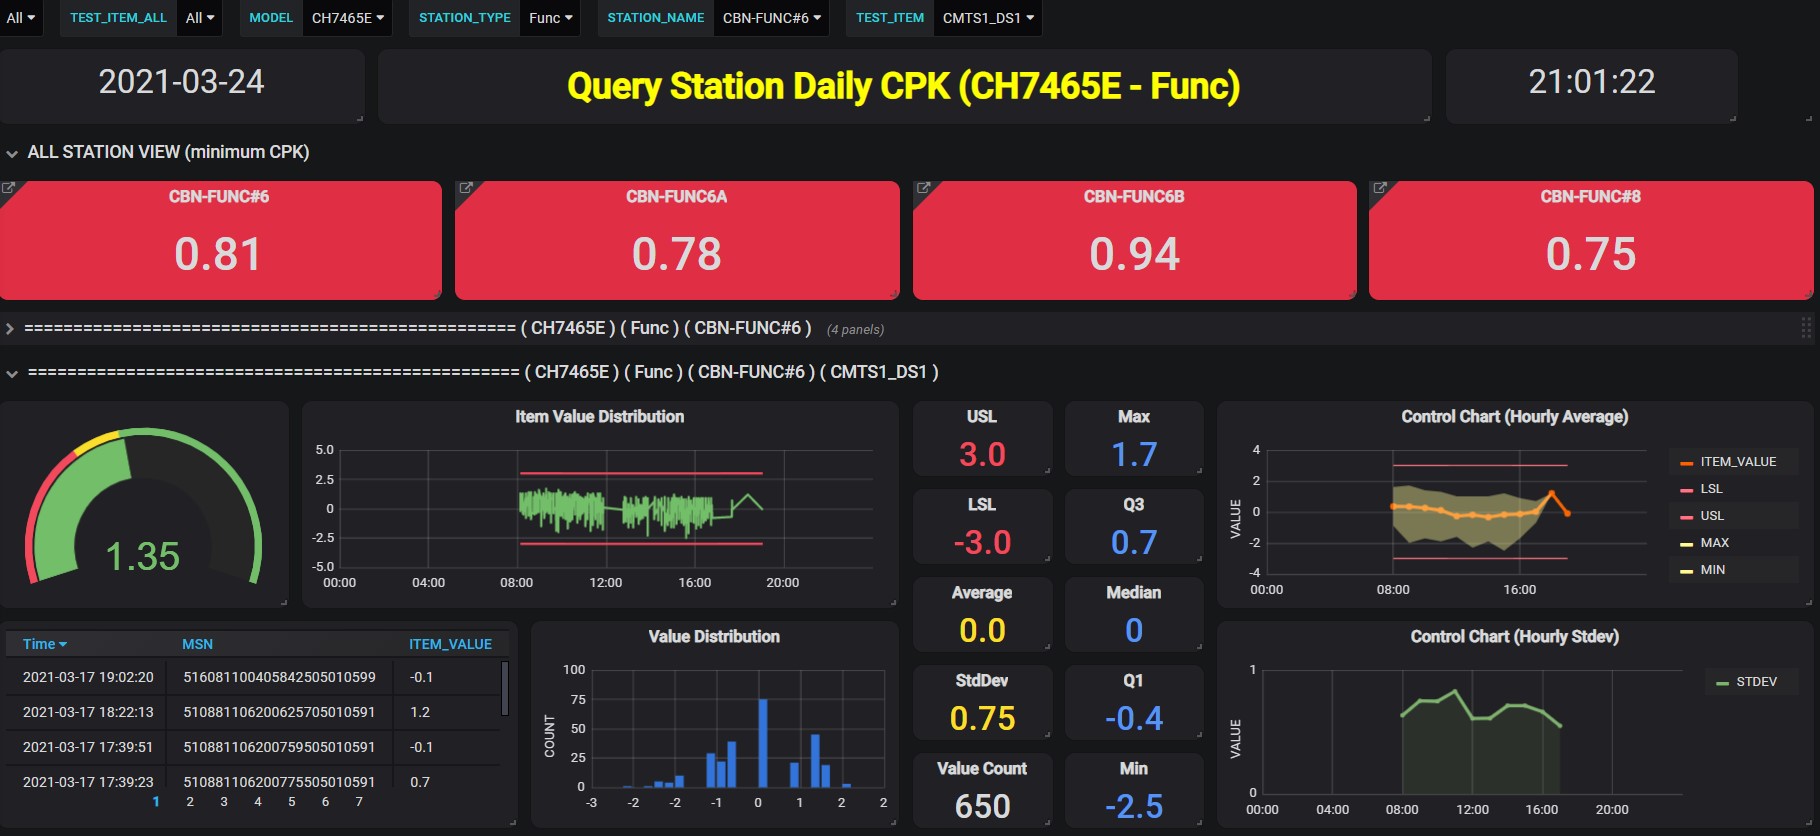 All TEST_ITEM_ALL All MODEL CH7465E STATION_TYPE Func STATION_NAME CBN-FUNC#6 TEST_ITEM CMTS1_DS1
2021-03-24
Query Station Daily CPK (CH7465E - Func)
21:01:22
ALL STATION VIEW (minimum CPK)
CBN-FUNC#6
0.81
CBN-FUNC6A
0.78
CBN-FUNC6B
0.94
CBN-FUNC#8
0.75
================================================== ( CH7465E ) ( Func ) ( CBN-FUNC#6 ) (4 panels)
================================================== ( CH7465E ) ( Func ) ( CBN-FUNC#6 ) ( CMTS1_DS1 )
1.35
Item Value Distribution
5.0
2.5
0
-2.5
-5.0
00:00 04:00 08:00 12:00 16:00 20:00
USL
3.0
Max
1.7
LSL
-3.0
Q3
0.7
Average
0.0
Median
0
StdDev
0.75
Q1
-0.4
Value Count
650
Min
-2.5
Control Chart (Hourly Average)
VALUE
4
2
0
-2
-4
00:00 08:00 16:00
ITEM_VALUE
LSL
USL
MAX
MIN
Time MSN ITEM_VALUE
2021-03-17 19:02:20 516081100405842505010599 -0.1
2021-03-17 18:22:13 510881106200625705010591 1.2
2021-03-17 17:39:51 510881106200759505010591 -0.1
2021-03-17 17:39:23 510881106200775505010591 0.7
1 2 3 4 5 6 7
Value Distribution
COUNT
100
75
50
25
0
-3 -2 -2 -1 0 1 2 2
Control Chart (Hourly Stdev)
VALUE
1
0
00:00 04:00 08:00 12:00 16:00 20:00
STDEV